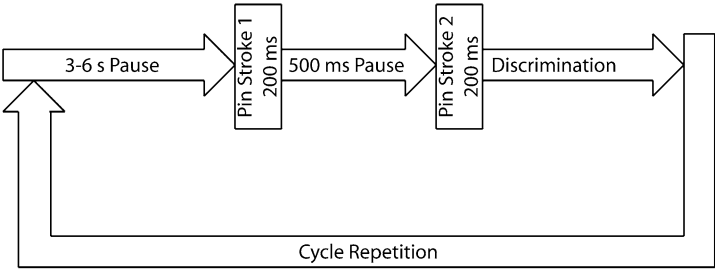 3-6 s Pause
Pin Stroke 1
200 ms
500 ms Pause
Pin Stroke 2
200 ms
Discrimination
Cycle Repetition